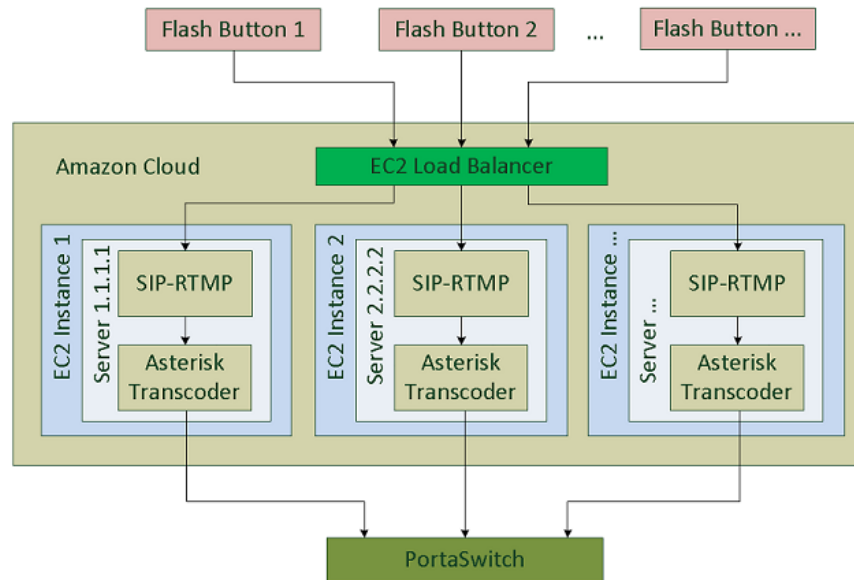 Flash Button 1
Flash Button 2
...
Flash Button ...
Amazon Cloud
EC2 Load Balancer
EC2 Instance 1
Server 1.1.1.1
SIP-RTMP
Asterisk
Transcoder
EC2 Instance 2
Server 2.2.2.2
SIP-RTMP
Asterisk
Transcoder
EC2 Instance ...
Server ...
SIP-RTMP
Asterisk
Transcoder
PortaSwitch